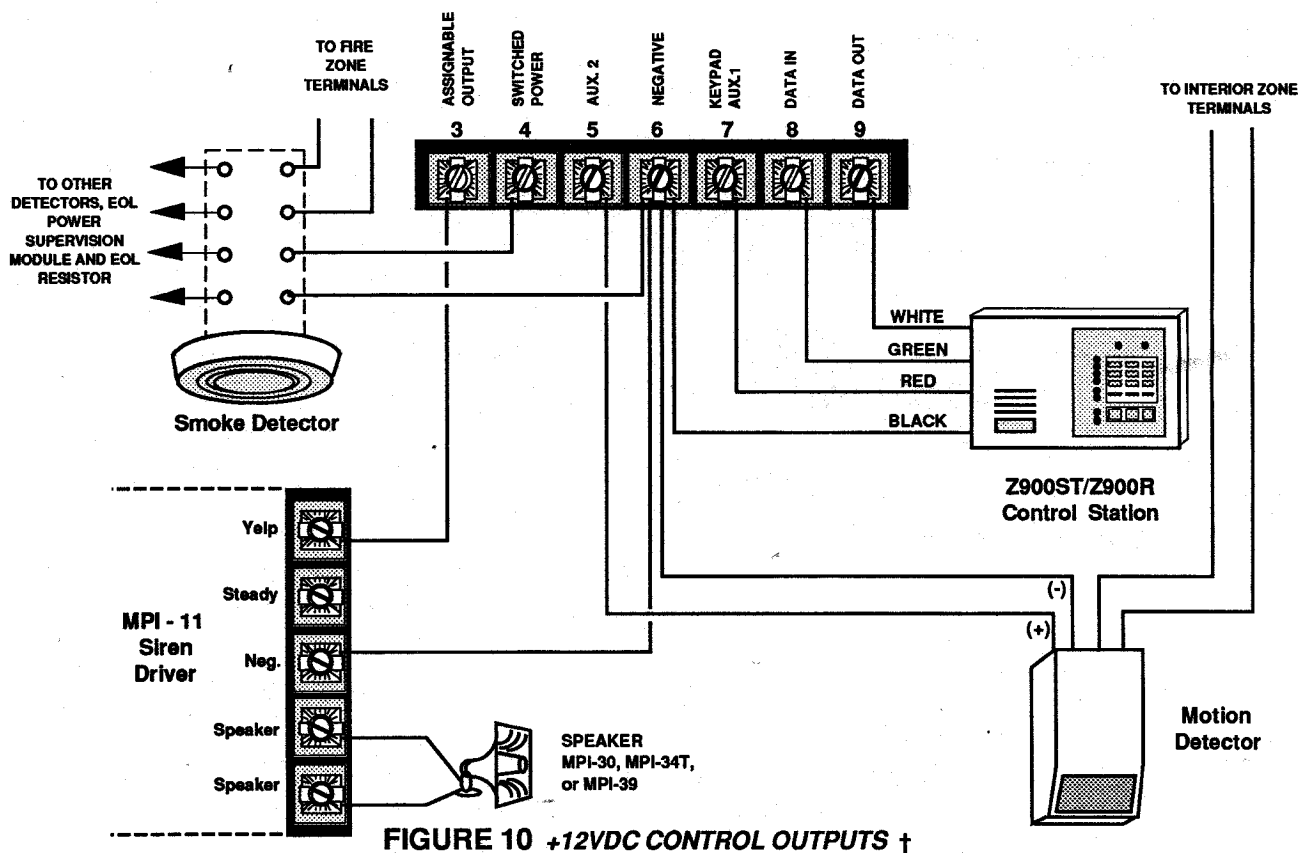 TO FIRE
ZONE
TERMINALS
ASSIGNABLE
OUTPUT
SWITCHED
POWER
AUX. 2
NEGATIVE
KEYPAD
AUX.1
DATA IN
DATA OUT
3
4
5
6
7
8
9
TO INTERIOR ZONE
TERMINALS
TO OTHER
DETECTORS, EOL
POWER
SUPERVISION
MODULE AND EOL
RESISTOR
Smoke Detector
WHITE
GREEN
RED
BLACK
Z900ST/Z900R
Control Station
MPI - 11
Siren
Driver
Yelp
Steady
Neg.
Speaker
Speaker
SPEAKER
MPI-30, MPI-34T,
or MPI-39
(-)
(+)
Motion
Detector
FIGURE 10 +12VDC CONTROL OUTPUTS †